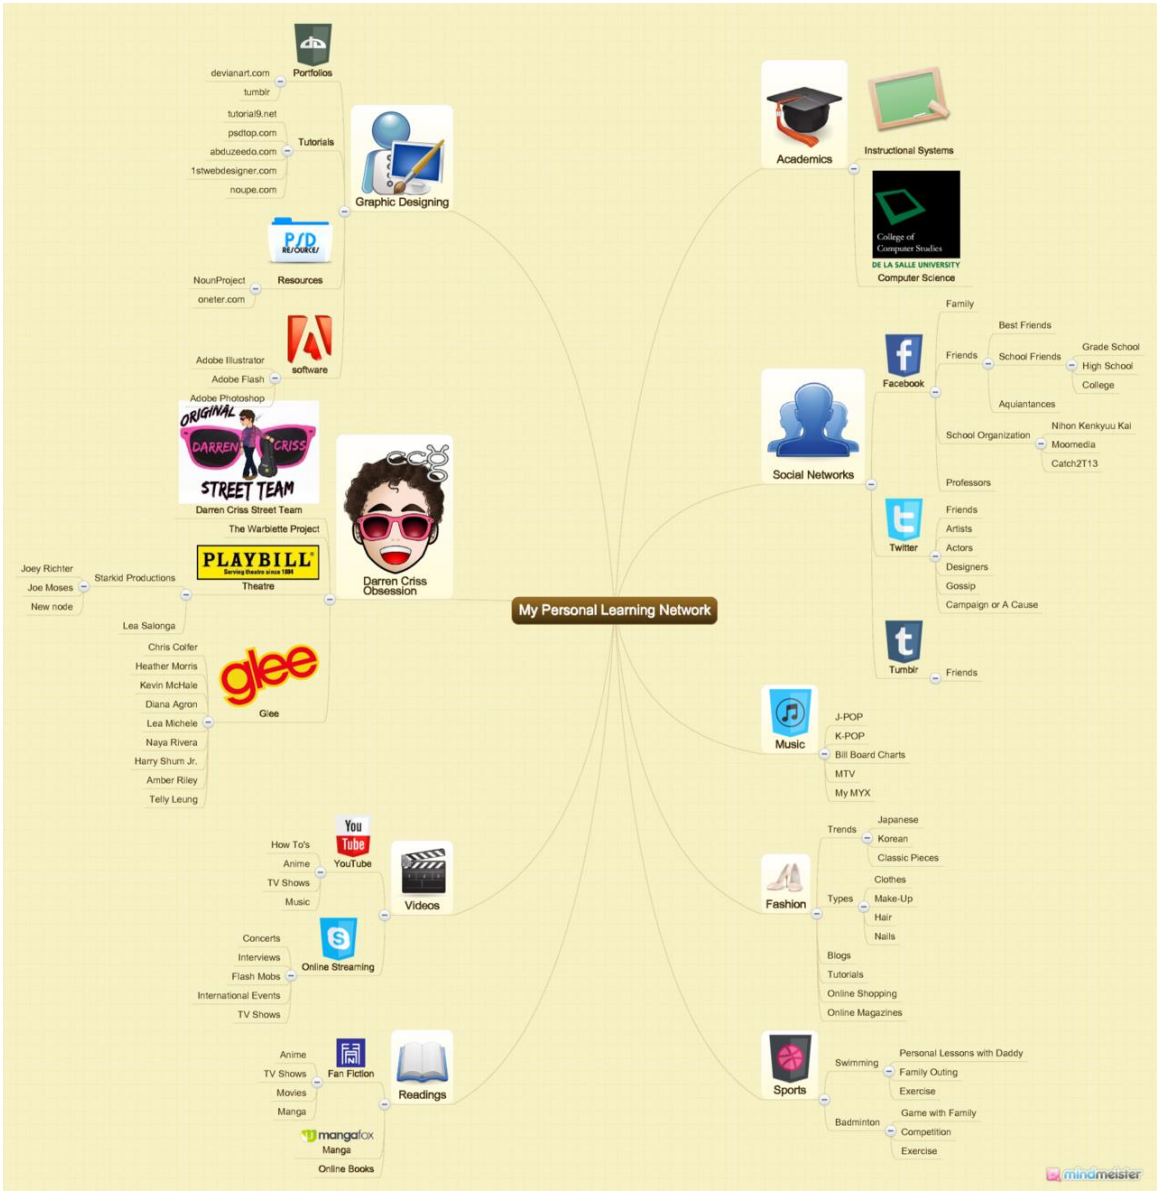 My Personal Learning Network
Graphic Designing
Portfolios
devianart.com
tumblr
Tutorials
tutorial9.net
psdtop.com
abduzeedo.com
1stwebdesigner.com
noupe.com
PSD
RESOURCES
Resources
NounProject
oneter.com
software
Adobe Illustrator
Adobe Flash
Adobe Photoshop
ccg
Darren Criss
Obsession
ORIGINAL
DARREN CRISS
STREET TEAM
Darren Criss Street Team
The Warblette Project
PLAYBILL®
Serving theatre since 1884
Theatre
Starkid Productions
Joey Richter
Joe Moses
New node
Lea Salonga
glee
Glee
Chris Colfer
Heather Morris
Kevin McHale
Diana Agron
Lea Michele
Naya Rivera
Harry Shum Jr.
Amber Riley
Telly Leung
Videos
You
Tube
YouTube
How To's
Anime
TV Shows
Music
Online Streaming
Concerts
Interviews
Flash Mobs
International Events
TV Shows
Readings
FAN
Fan Fiction
Anime
TV Shows
Movies
Manga
mangafox
Manga
Online Books
Academics
Instructional Systems
College of
Computer Studies
DE LA SALLE UNIVERSITY
Computer Science
Social Networks
Facebook
Family
Friends
Best Friends
School Friends
Grade School
High School
College
Aquiantances
School Organization
Nihon Kenkyuu Kai
Moomedia
Catch2T13
Professors
Twitter
Friends
Artists
Actors
Designers
Gossip
Campaign or A Cause
Tumblr
Friends
Music
J-POP
K-POP
Bill Board Charts
MTV
My MYX
Fashion
Trends
Japanese
Korean
Classic Pieces
Types
Clothes
Make-Up
Hair
Nails
Blogs
Tutorials
Online Shopping
Online Magazines
Sports
Swimming
Personal Lessons with Daddy
Family Outing
Exercise
Badminton
Game with Family
Competition
Exercise
mindmeister